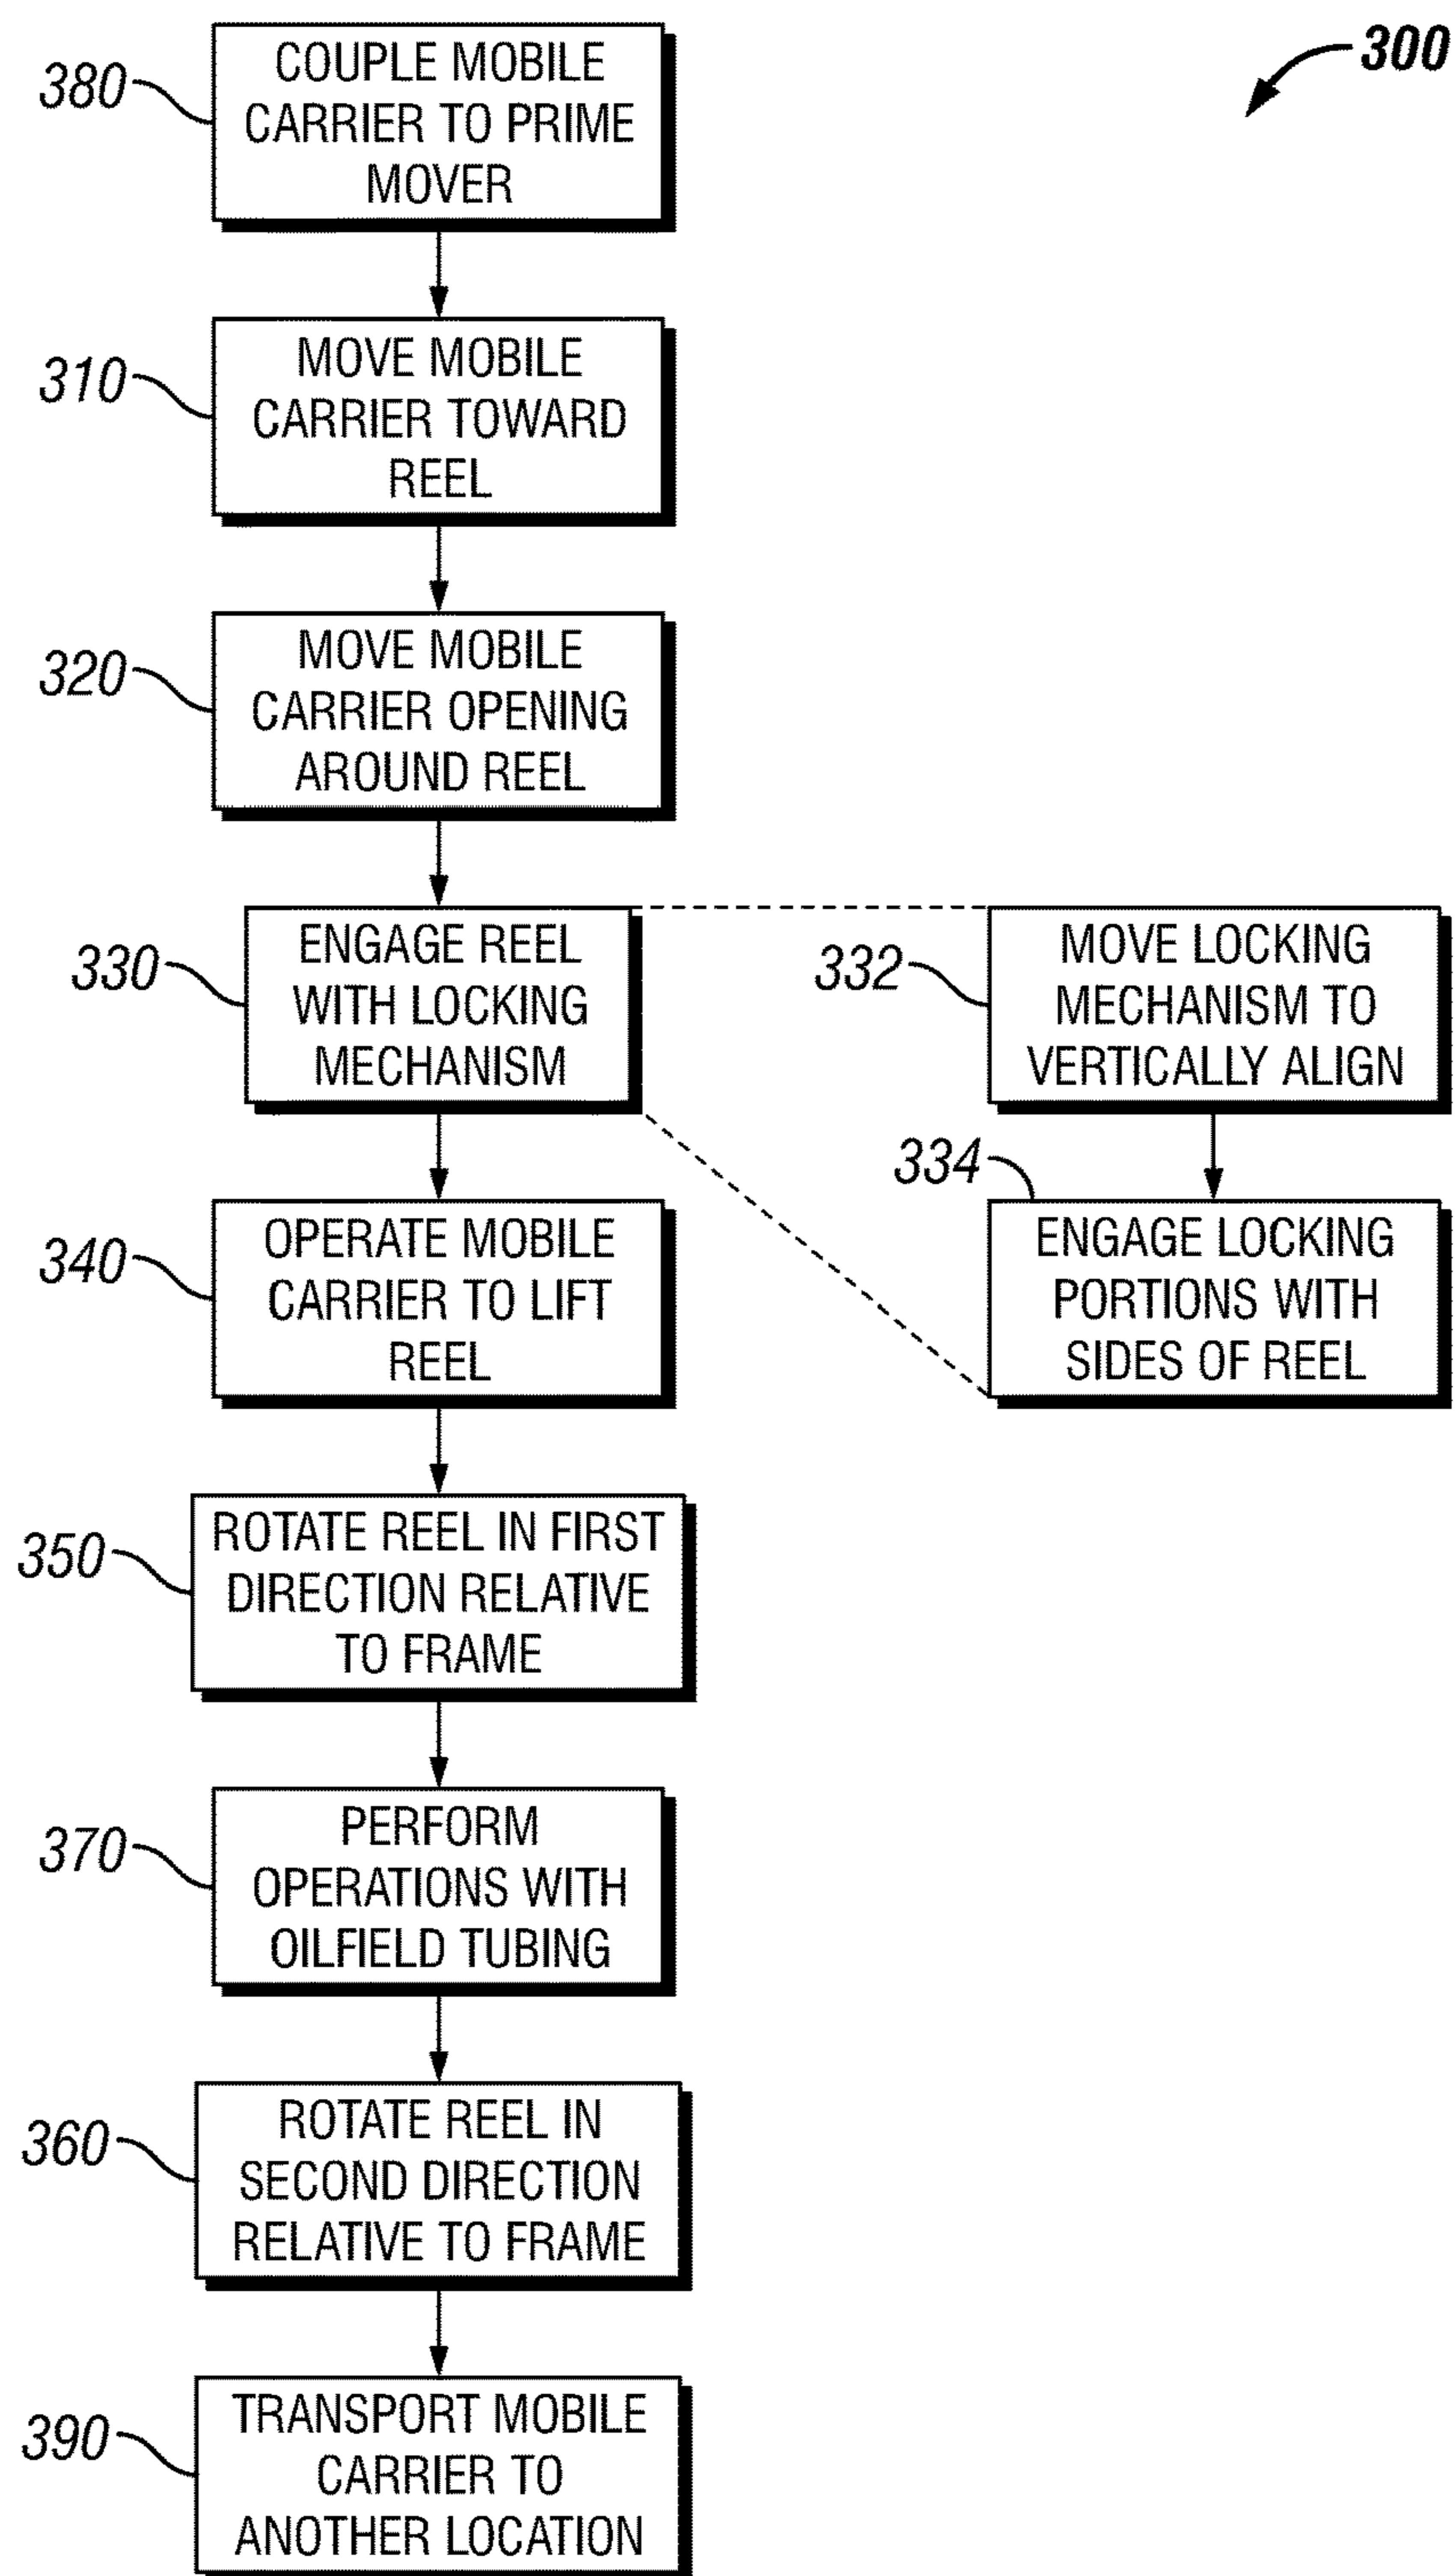 300
380
COUPLE MOBILE
CARRIER TO PRIME
MOVER
310
MOVE MOBILE
CARRIER TOWARD
REEL
320
MOVE MOBILE
CARRIER OPENING
AROUND REEL
330
ENGAGE REEL
WITH LOCKING
MECHANISM
332
MOVE LOCKING
MECHANISM TO
VERTICALLY ALIGN
334
ENGAGE LOCKING
PORTIONS WITH
SIDES OF REEL
340
OPERATE MOBILE
CARRIER TO LIFT
REEL
350
ROTATE REEL IN FIRST
DIRECTION RELATIVE
TO FRAME
370
PERFORM
OPERATIONS WITH
OILFIELD TUBING
360
ROTATE REEL IN
SECOND DIRECTION
RELATIVE TO FRAME
390
TRANSPORT MOBILE
CARRIER TO
ANOTHER LOCATION